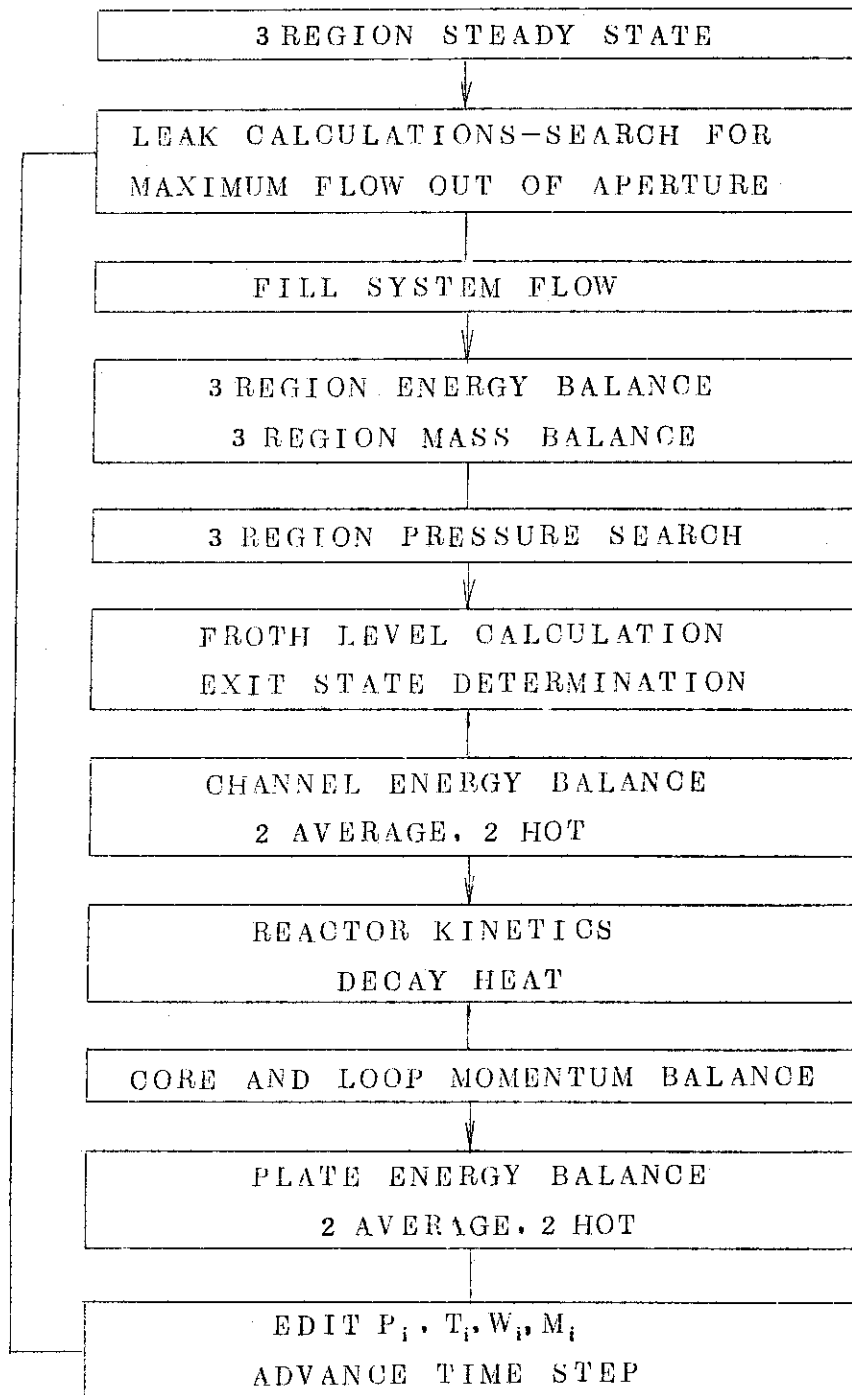 3 REGION STEADY STATE
LEAK CALCULATIONS-SEARCH FOR
MAXIMUM FLOW OUT OF APERTURE
FILL SYSTEM FLOW
3 REGION ENERGY BALANCE
3 REGION MASS BALANCE
3 REGION PRESSURE SEARCH
FROTH LEVEL CALCULATION
EXIT STATE DETERMINATION
CHANNEL ENERGY BALANCE
2 AVERAGE, 2 HOT
REACTOR KINETICS
DECAY HEAT
CORE AND LOOP MOMENTUM BALANCE
PLATE ENERGY BALANCE
2 AVERAGE, 2 HOT
EDIT Pᵢ, Tᵢ, Wᵢ, Mᵢ
ADVANCE TIME STEP